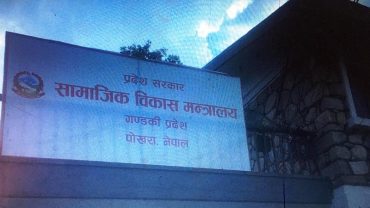 प्रदेश सरकार
सामाजिक विकास मन्त्रालय
गण्डकी प्रदेश
पोखरा, नेपाल